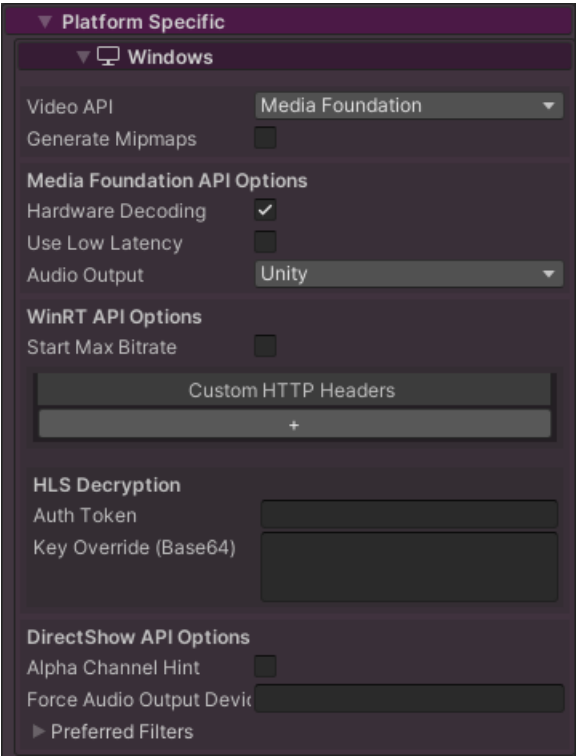 Platform Specific
Windows
Video API Media Foundation
Generate Mipmaps
Media Foundation API Options
Hardware Decoding
Use Low Latency
Audio Output Unity
WinRT API Options
Start Max Bitrate
Custom HTTP Headers
+
HLS Decryption
Auth Token
Key Override (Base64)
DirectShow API Options
Alpha Channel Hint
Force Audio Output Devic
Preferred Filters